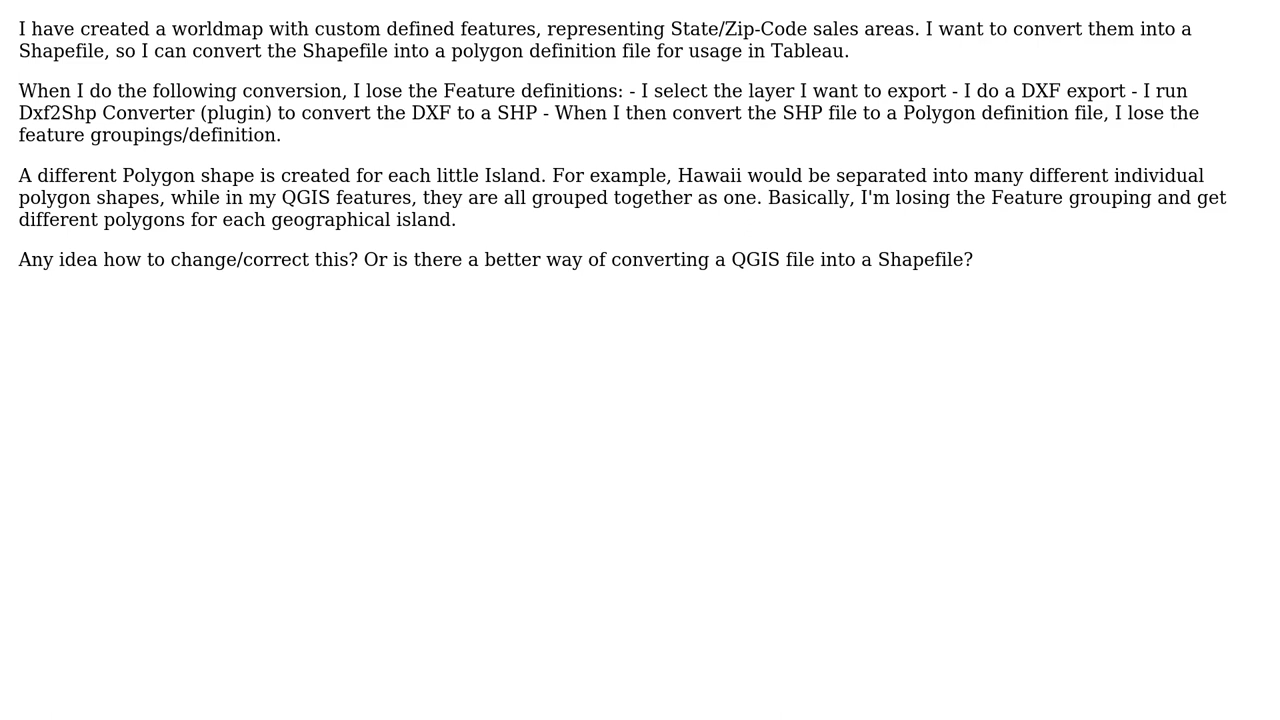 I have created a worldmap with custom defined features, representing State/Zip-Code sales areas. I want to convert them into a
Shapefile, so I can convert the Shapefile into a polygon definition file for usage in Tableau.
When I do the following conversion, I lose the Feature definitions: - I select the layer I want to export - I do a DXF export - I run
Dxf2Shp Converter (plugin) to convert the DXF to a SHP - When I then convert the SHP file to a Polygon definition file, I lose the
feature groupings/definition.
A different Polygon shape is created for each little Island. For example, Hawaii would be separated into many different individual
polygon shapes, while in my QGIS features, they are all grouped together as one. Basically, I'm losing the Feature grouping and get
different polygons for each geographical island.
Any idea how to change/correct this? Or is there a better way of converting a QGIS file into a Shapefile?